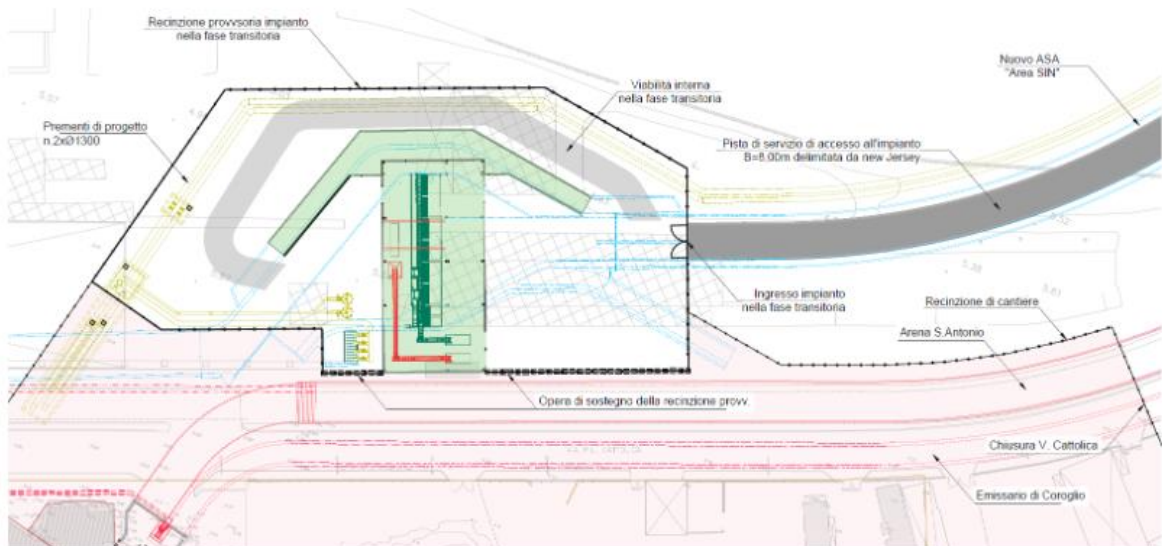 Recinzione provvsoria impianto
nella fase transitoria
Nuovo ASA
"Area SIN"
Viabilità interna
nella fase transitoria
Prementi di progetto
n.2xØ1300
Pista di servizio di accesso all'impianto
B=8.00m delimitata da new Jersey
Ingresso impianto
nella fase transitoria
Recinzione di cantiere
Arena S.Antonio
Opera di sostegno della recinzione provv.
Chiusura V. Cattolica
Emissario di Coroglio